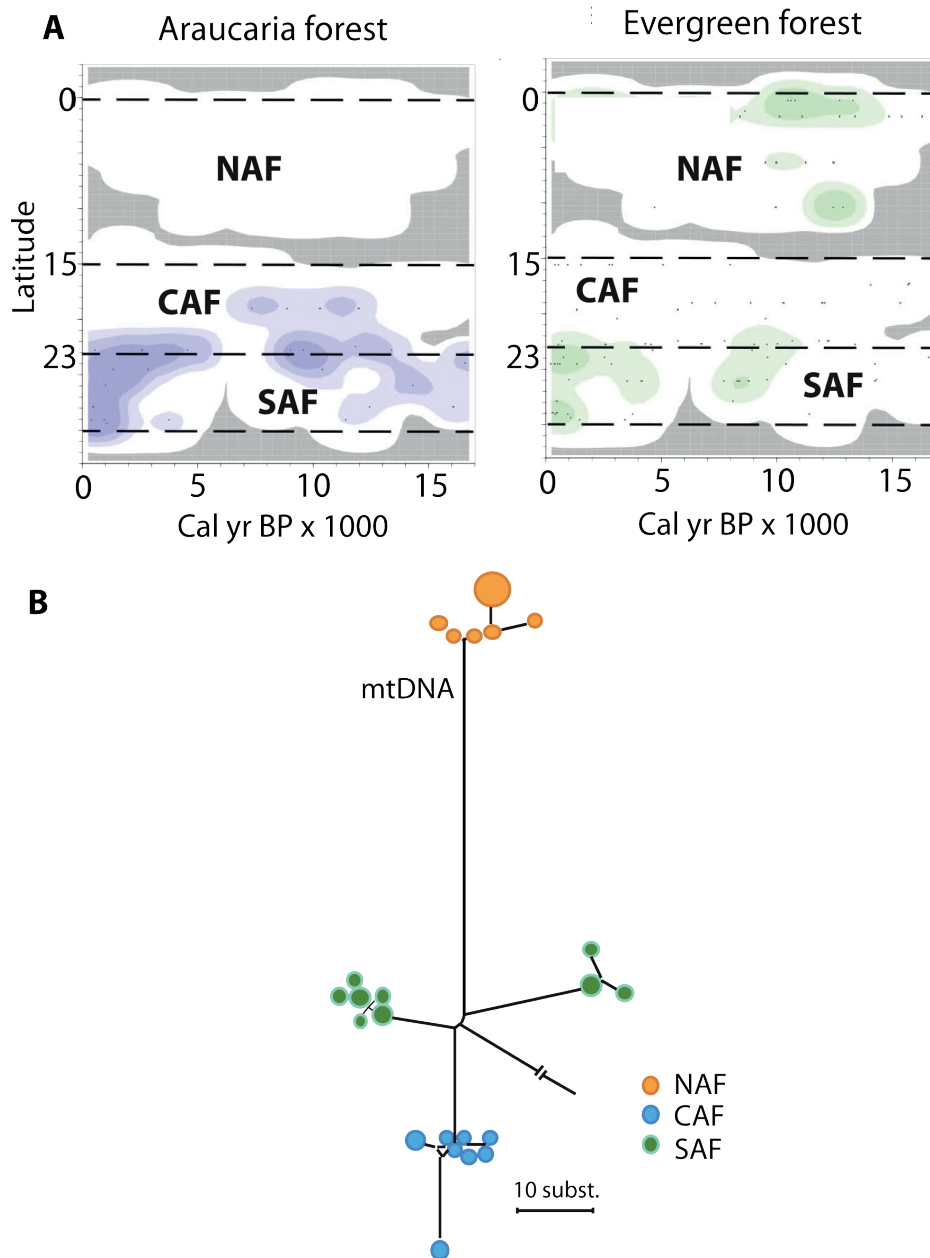 A
Araucaria forest
Evergreen forest
Latitude
0
15
23
NAF
CAF
SAF
0 5 10 15
Cal yr BP x 1000
0
15
23
NAF
CAF
SAF
0 5 10 15
Cal yr BP x 1000
B
mtDNA
NAF
CAF
SAF
10 subst.